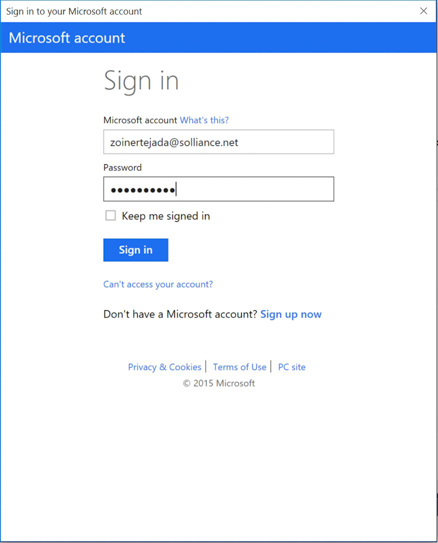 Sign in to your Microsoft account
Microsoft account
Sign in
Microsoft account What's this?
zoinertejada@solliance.net
Password
●●●●●●●●●●
Keep me signed in
Sign in
Can't access your account?
Don't have a Microsoft account? Sign up now
Privacy & Cookies | Terms of Use | PC site
© 2015 Microsoft